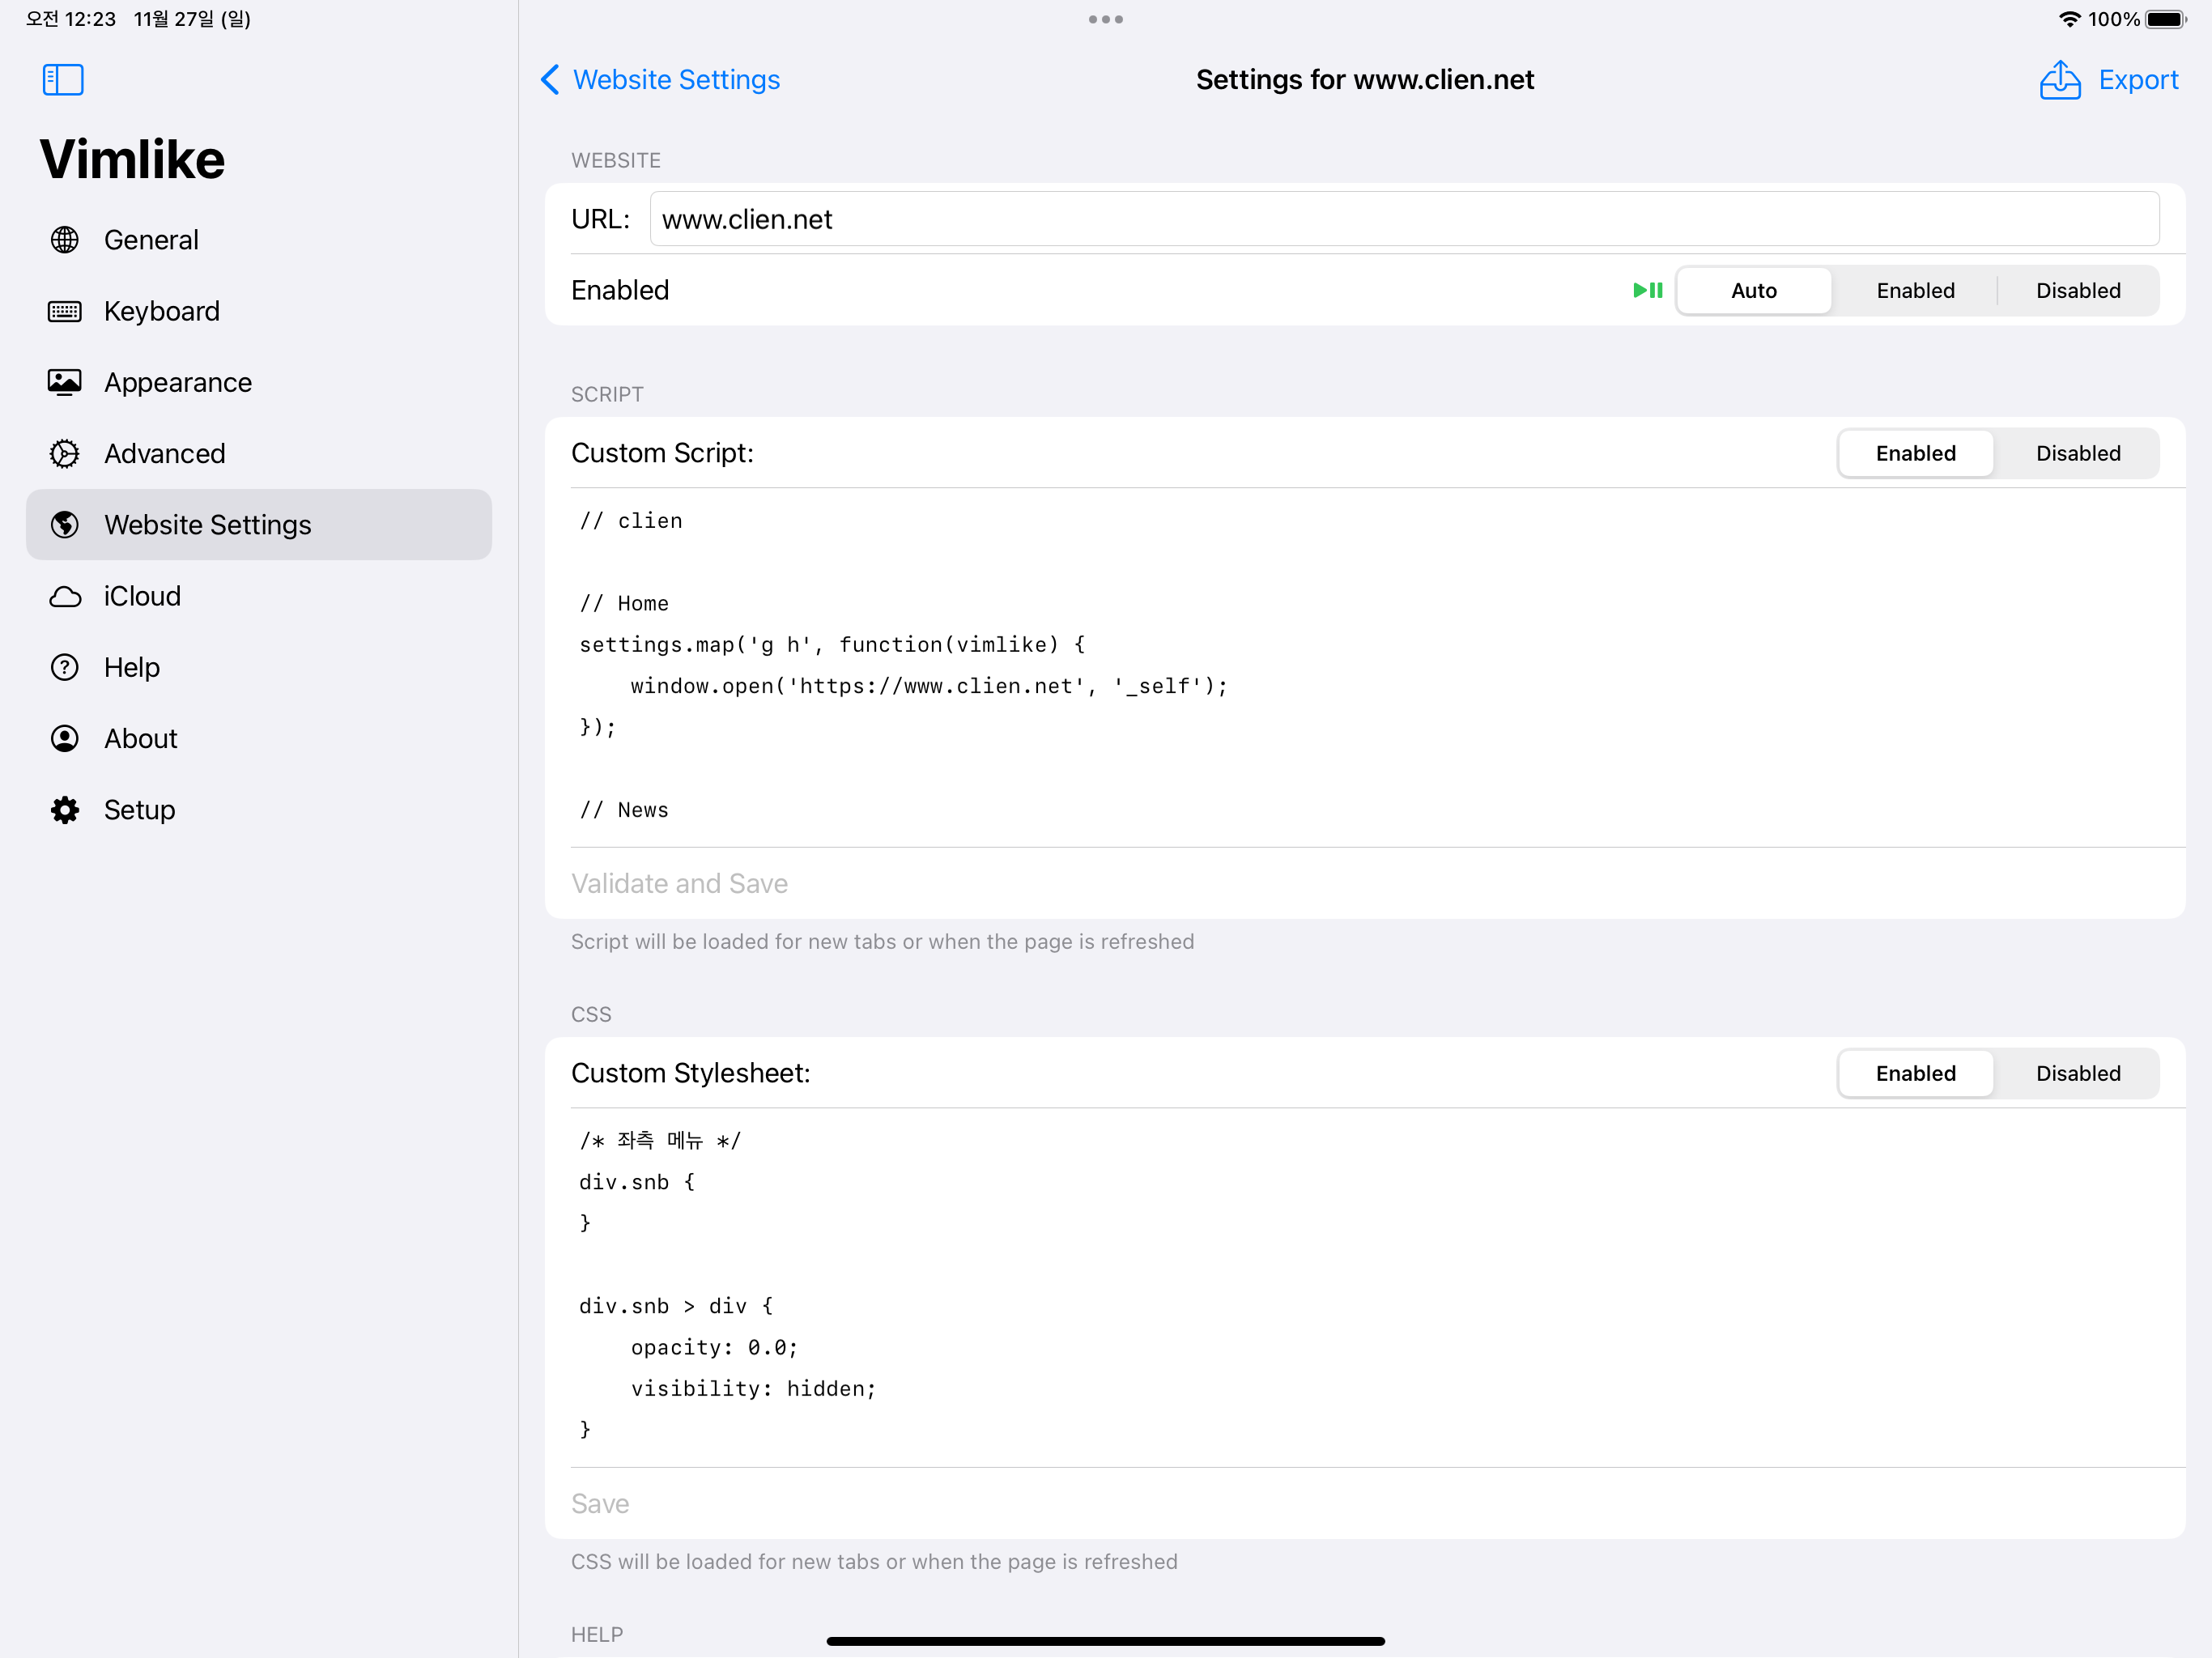 오전 12:23 11월 27일 (일)
100%
Vimlike
General
Keyboard
Appearance
Advanced
Website Settings
iCloud
Help
About
Setup
Website Settings
Settings for www.clien.net
Export
WEBSITE
URL: www.clien.net
Enabled Auto Enabled Disabled
SCRIPT
Custom Script: Enabled Disabled
// clien
// Home
settings.map('g h', function(vimlike) {
    window.open('https://www.clien.net', '_self');
});
// News
Validate and Save
Script will be loaded for new tabs or when the page is refreshed
CSS
Custom Stylesheet: Enabled Disabled
/* 좌측 메뉴 */
div.snb {
}
div.snb > div {
    opacity: 0.0;
    visibility: hidden;
}
Save
CSS will be loaded for new tabs or when the page is refreshed
HELP